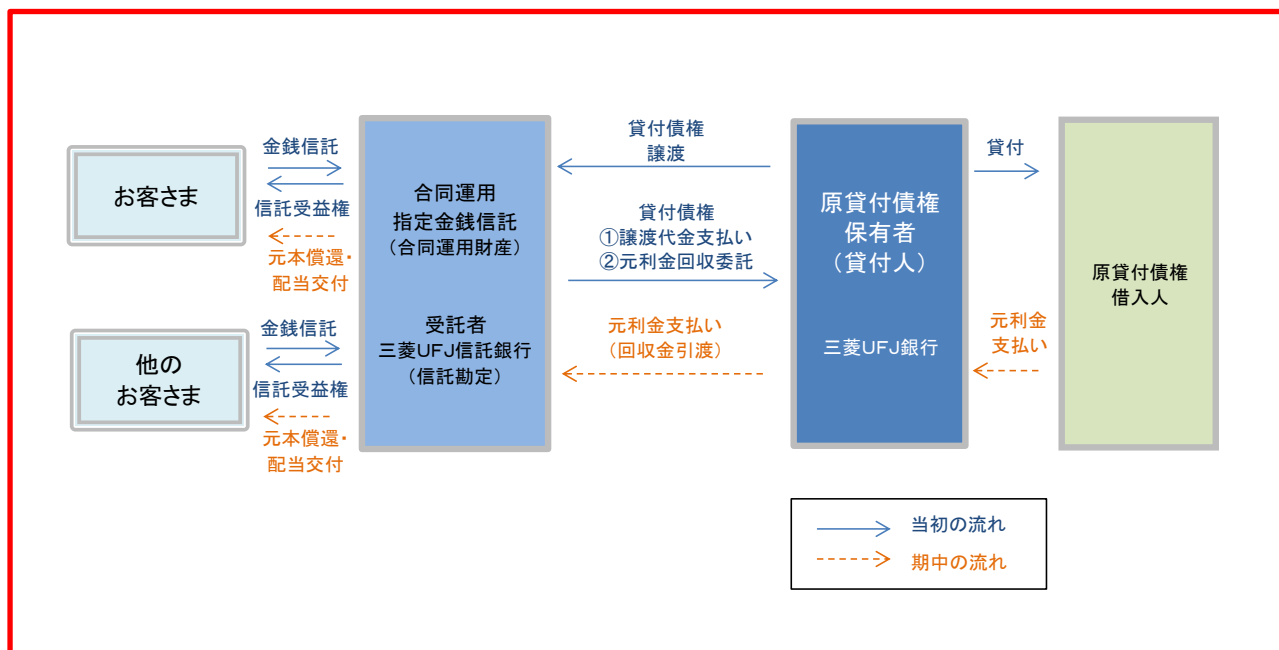 お客さま
金銭信託
信託受益権
元本償還・
配当交付
他の
お客さま
金銭信託
信託受益権
元本償還・
配当交付
合同運用
指定金銭信託
（合同運用財産）
受託者
三菱UFJ信託銀行
（信託勘定）
貸付債権
譲渡
貸付債権
①譲渡代金支払い
②元利金回収委託
元利金支払い
（回収金引渡）
原貸付債権
保有者
（貸付人）
三菱UFJ銀行
貸付
元利金
支払い
原貸付債権
借入人
当初の流れ
期中の流れ